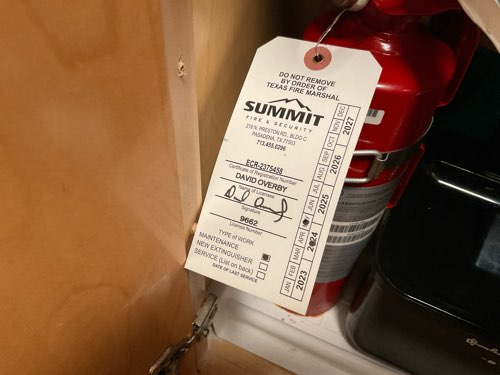 DO NOT REMOVE
BY ORDER OF
TEXAS FIRE MARSHAL
SUMMIT
FIRE & SECURITY
218 N. PRESTON RD., BLDG C
PASADENA, TX 77503
713.455.0296
ECR-2375458
Certificate of Registration Number
DAVID OVERBY
Name of Licensee
Signature
9662
License Number
TYPE OF WORK
MAINTENANCE
NEW EXTINGUISHER
SERVICE (List on back)
DATE OF LAST SERVICE
JAN FEB MAR APR JUN JUL AUG SEP OCT NOV DEC
2023 2024 2025 2026 2027